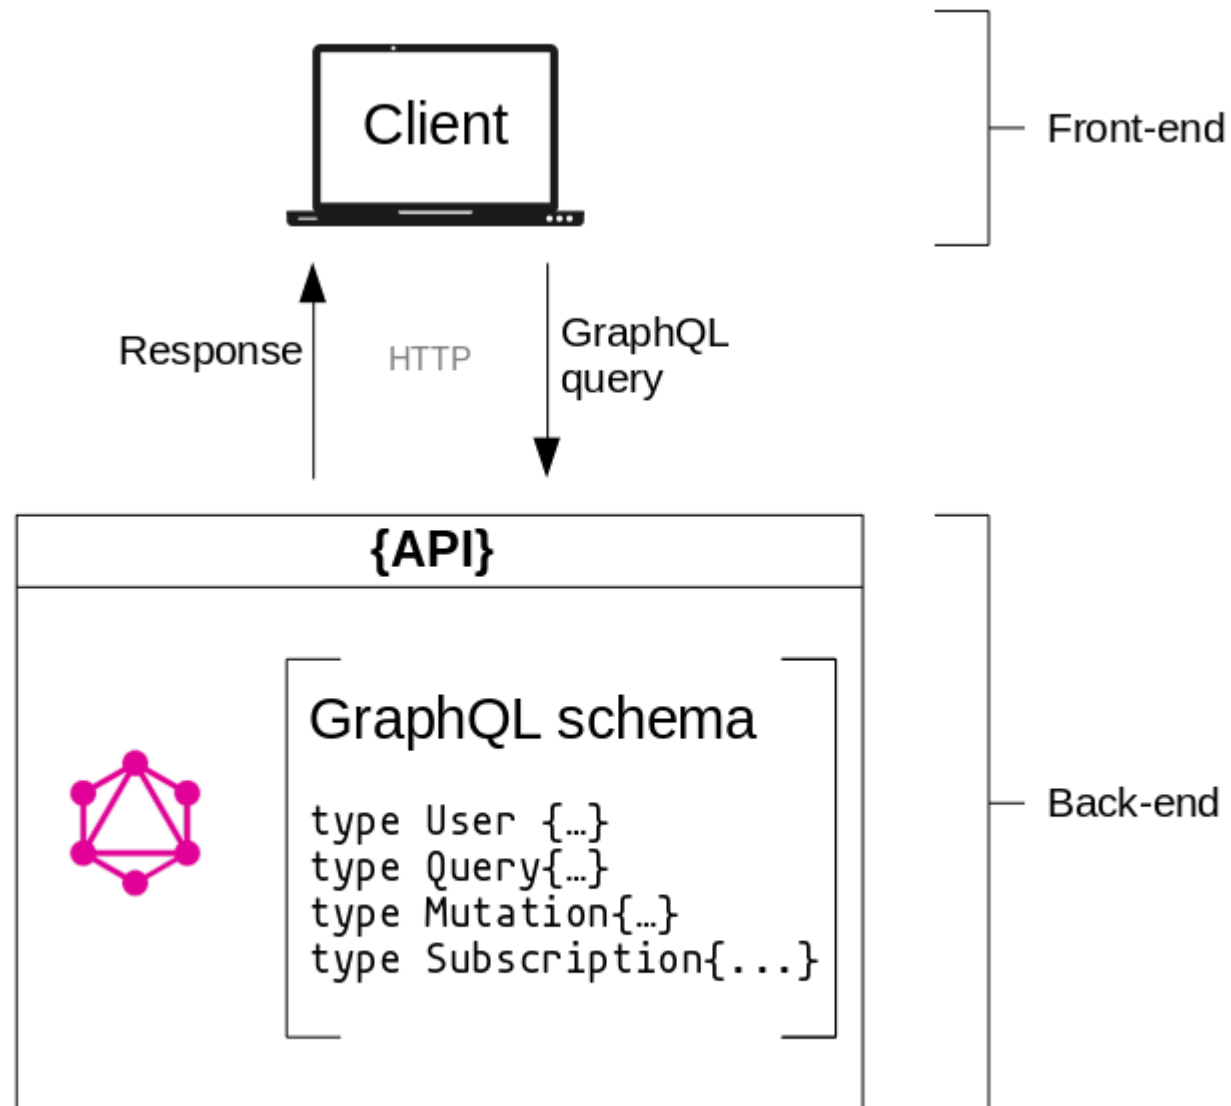 Client
Front-end
Response
HTTP
GraphQL
query
{API}
GraphQL schema
type User {…}
type Query{…}
type Mutation{…}
type Subscription{...}
Back-end